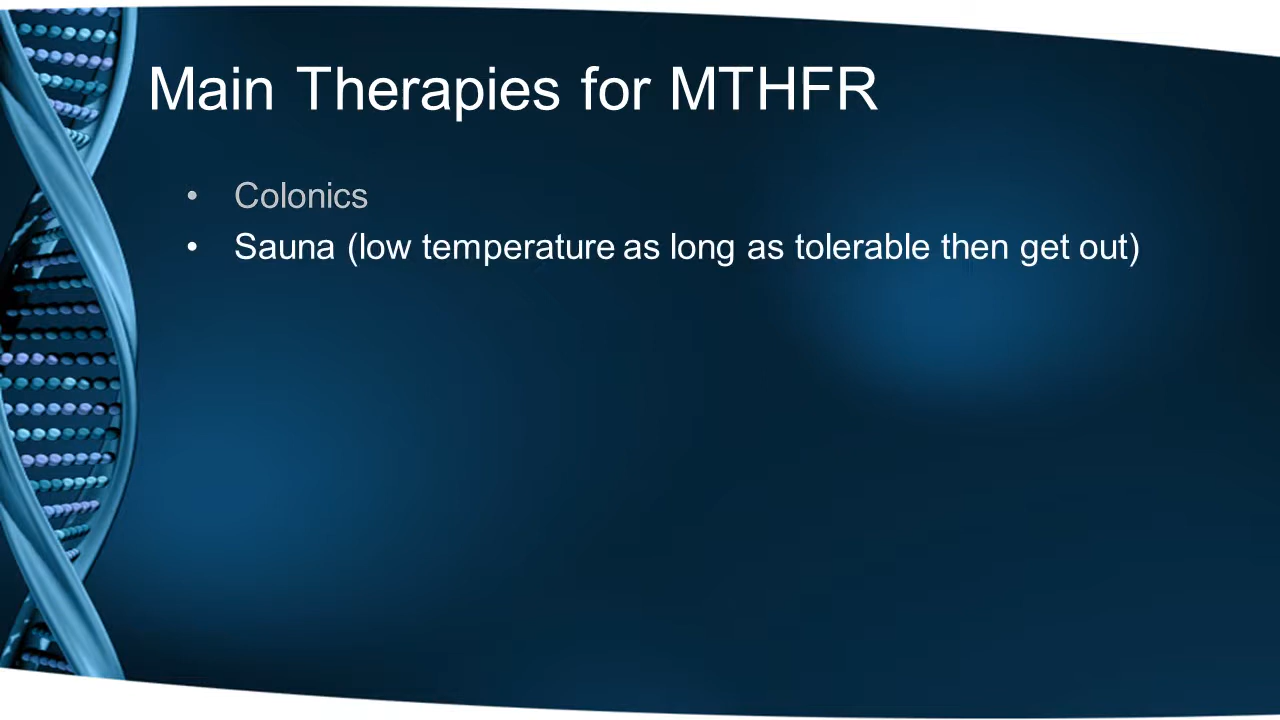 Main Therapies for MTHFR
• Colonics
• Sauna (low temperature as long as tolerable then get out)